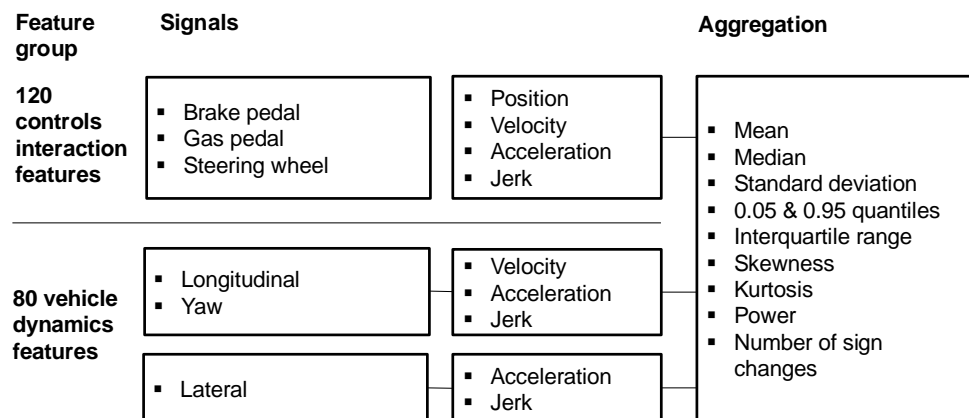 Feature
group
Signals
Aggregation
120
controls
interaction
features
▪ Brake pedal
▪ Gas pedal
▪ Steering wheel
▪ Position
▪ Velocity
▪ Acceleration
▪ Jerk
80 vehicle
dynamics
features
▪ Longitudinal
▪ Yaw
▪ Velocity
▪ Acceleration
▪ Jerk
▪ Lateral
▪ Acceleration
▪ Jerk
▪ Mean
▪ Median
▪ Standard deviation
▪ 0.05 & 0.95 quantiles
▪ Interquartile range
▪ Skewness
▪ Kurtosis
▪ Power
▪ Number of sign
changes